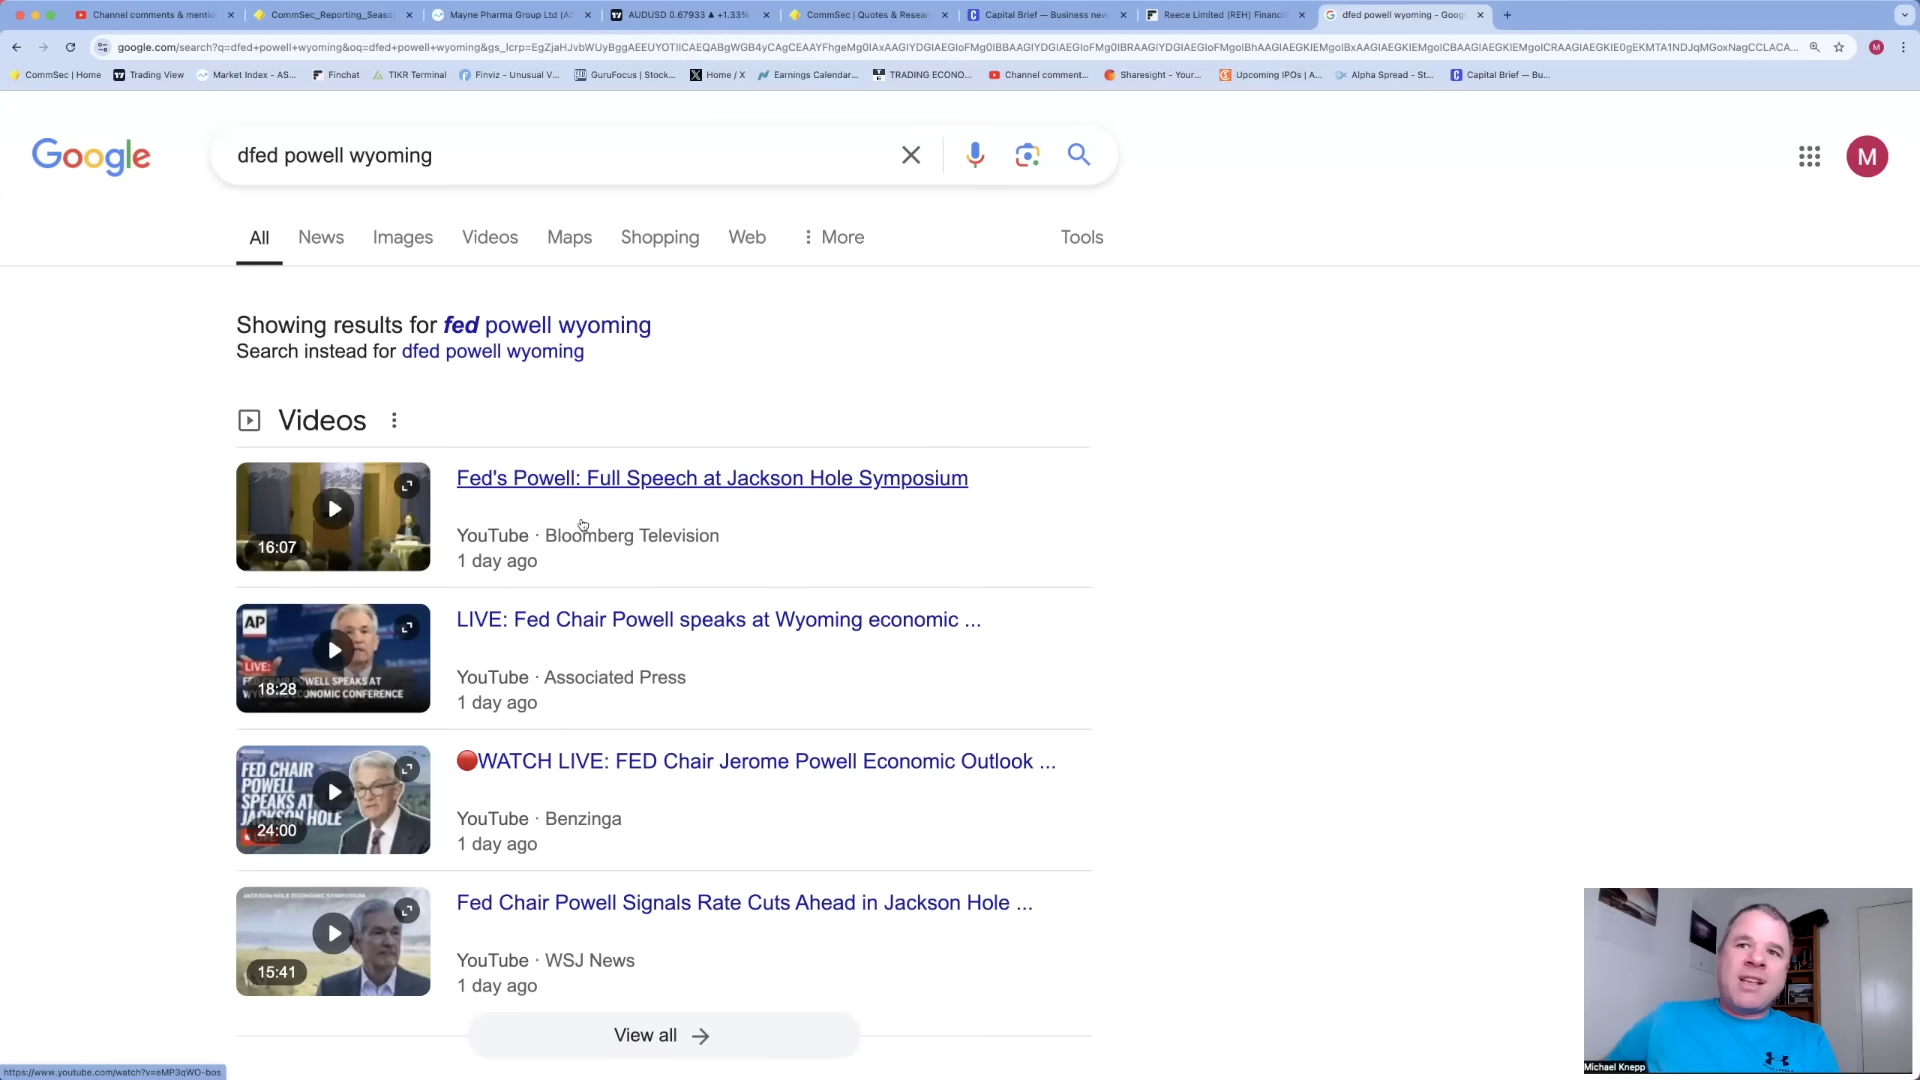 Channel comments & mentio
CommSec_Reporting_Seaso
Mayne Pharma Group Ltd (A
AUDUSD 0.67933 ▲ +1.33%
CommSec | Quotes & Resear
Capital Brief — Business new
Reece Limited (REH) Financi
dfed powell wyoming - Goog
CommSec | Home
Trading View
Market Index - AS...
Finchat
TIKR Terminal
Finviz - Unusual V...
GuruFocus | Stock...
Home / X
Earnings Calendar...
TRADING ECONO...
Channel comment...
Sharesight - Your...
Upcoming IPOs | A...
Alpha Spread - St...
Capital Brief — Bu...
Google
dfed powell wyoming
M
All News Images Videos Maps Shopping Web More Tools
Showing results for fed powell wyoming
Search instead for dfed powell wyoming
Videos
Fed's Powell: Full Speech at Jackson Hole Symposium
YouTube · Bloomberg Television
1 day ago
16:07
LIVE: Fed Chair Powell speaks at Wyoming economic ...
YouTube · Associated Press
1 day ago
AP
LIVE:
18:28
WATCH LIVE: FED Chair Jerome Powell Economic Outlook ...
YouTube · Benzinga
1 day ago
FED CHAIR
POWELL
SPEAKS AT
JACKSON HOLE
24:00
Fed Chair Powell Signals Rate Cuts Ahead in Jackson Hole ...
YouTube · WSJ News
1 day ago
15:41
View all
Michael Knepp
https://www.youtube.com/watch?v=eMP3qWO-bos